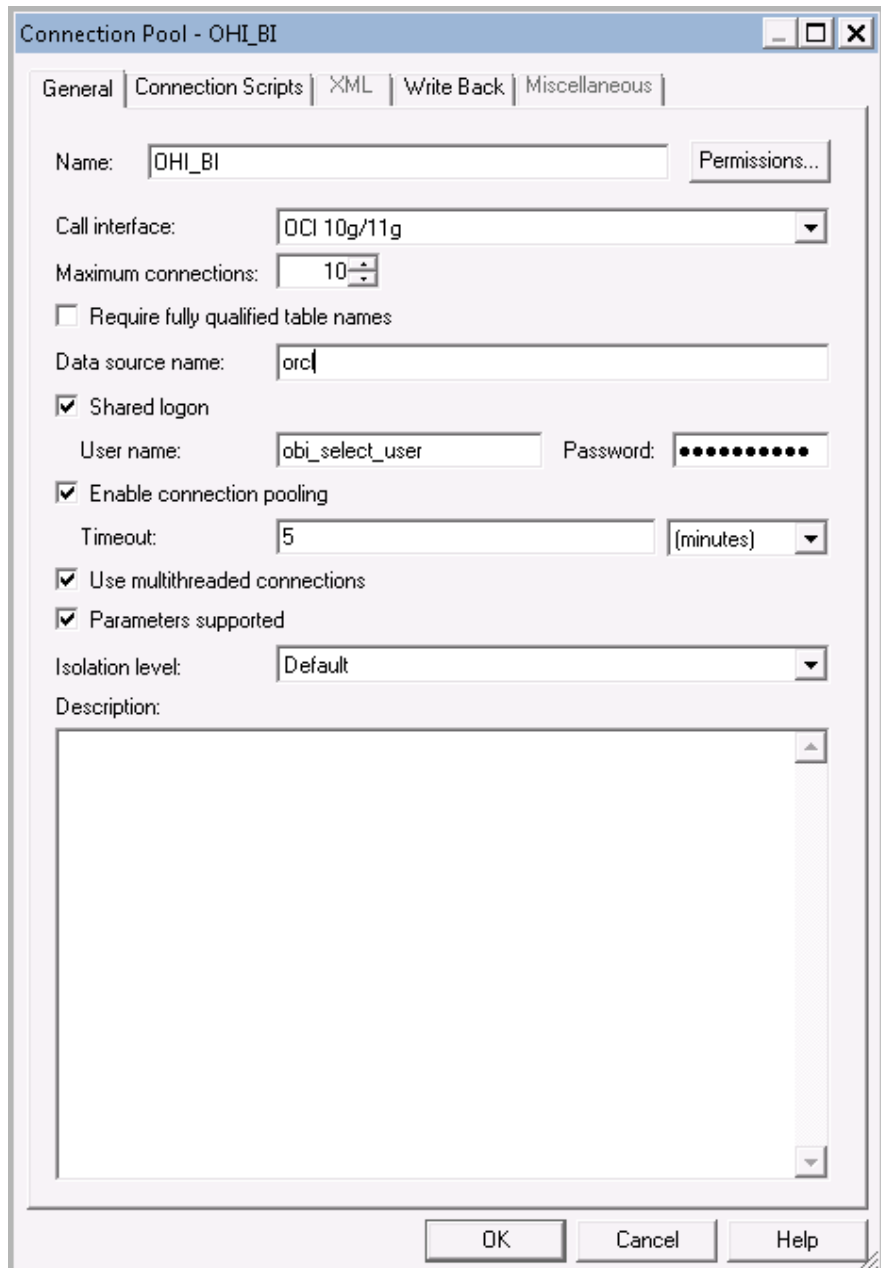 Connection Pool - OHI_BI
General Connection Scripts XML Write Back Miscellaneous
Name: OHI_BI Permissions...
Call interface: OCI 10g/11g
Maximum connections: 10
Require fully qualified table names
Data source name: orcl
Shared logon
User name: obi_select_user Password: ●●●●●●●●●●
Enable connection pooling
Timeout: 5 (minutes)
Use multithreaded connections
Parameters supported
Isolation level: Default
Description:
OK Cancel Help